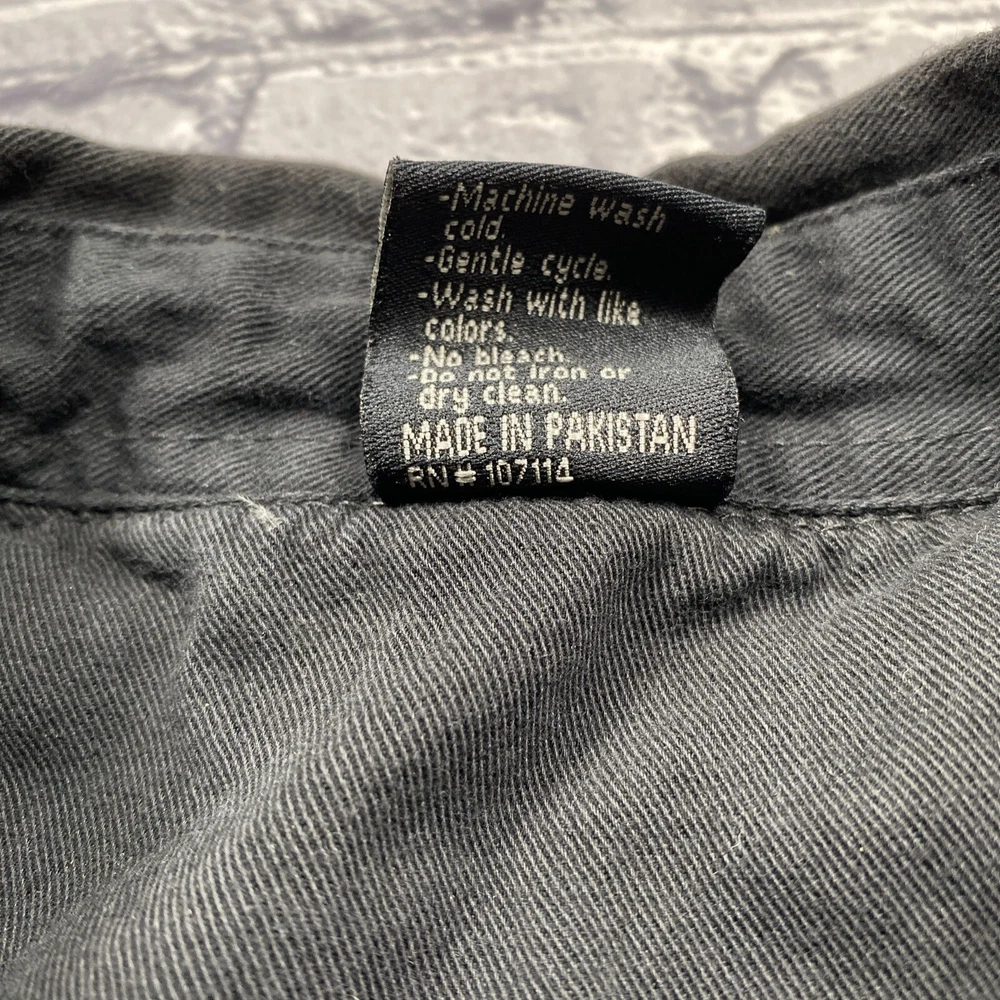 -Machine wash
cold.
-Gentle cycle.
-Wash with like
colors.
-No bleach.
-Do not iron or
dry clean.
MADE IN PAKISTAN
RN# 107114